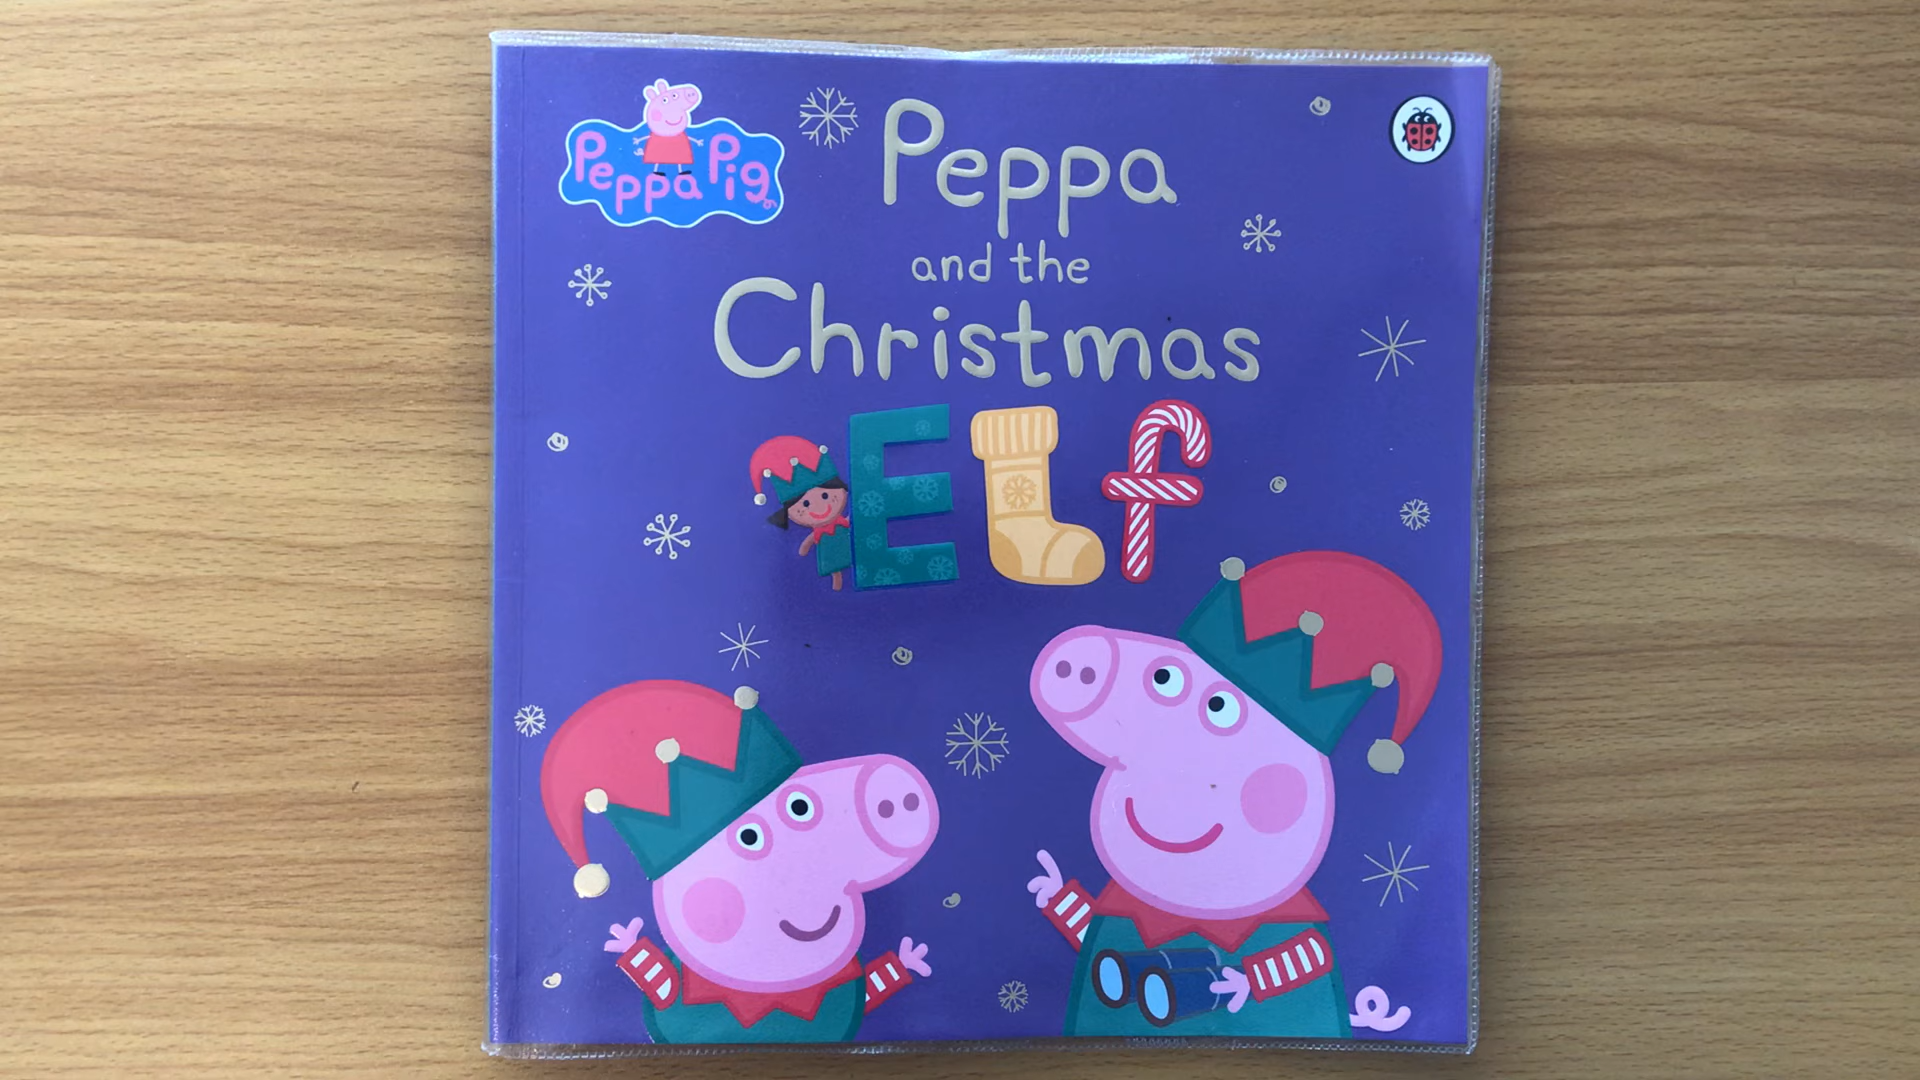 Peppa Pig
Peppa
and the
Christmas
ELf